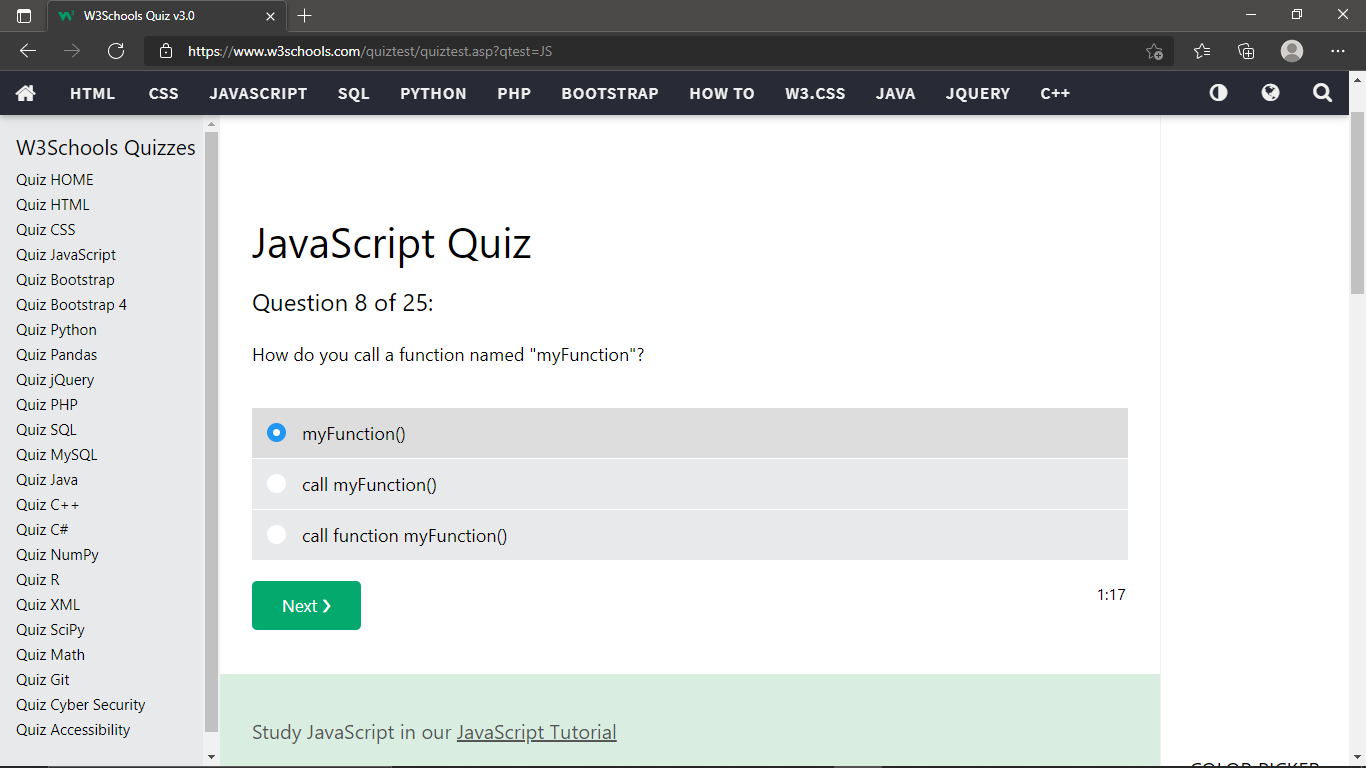 W3Schools Quiz v3.0
https://www.w3schools.com/quiztest/quiztest.asp?qtest=JS
HTML CSS JAVASCRIPT SQL PYTHON PHP BOOTSTRAP HOW TO W3.CSS JAVA JQUERY C++
W3Schools Quizzes
Quiz HOME
Quiz HTML
Quiz CSS
Quiz JavaScript
Quiz Bootstrap
Quiz Bootstrap 4
Quiz Python
Quiz Pandas
Quiz jQuery
Quiz PHP
Quiz SQL
Quiz MySQL
Quiz Java
Quiz C++
Quiz C#
Quiz NumPy
Quiz R
Quiz XML
Quiz SciPy
Quiz Math
Quiz Git
Quiz Cyber Security
Quiz Accessibility
JavaScript Quiz
Question 8 of 25:
How do you call a function named "myFunction"?
myFunction()
call myFunction()
call function myFunction()
Next ❯
1:17
Study JavaScript in our JavaScript Tutorial
COLOR PICKER